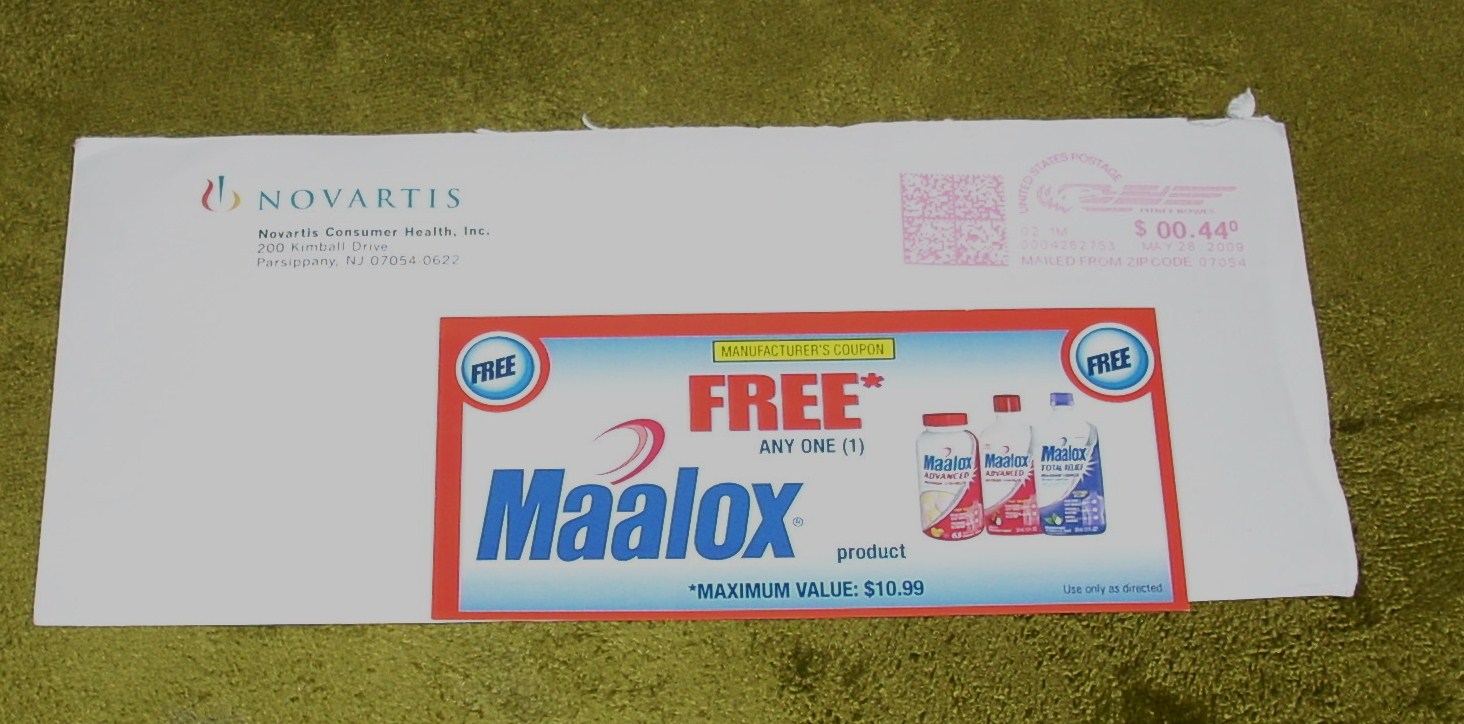 NOVARTIS
Novartis Consumer Health, Inc.
200 Kimball Drive
Parsippany, NJ 07054-0622
UNITED STATES POSTAGE
PITNEY BOWES
02 1M
$ 00.44⁰
0004282753
MAY 28 2009
MAILED FROM ZIP CODE 07054
FREE
MANUFACTURER'S COUPON
FREE
FREE*
ANY ONE (1)
Maalox®
product
*MAXIMUM VALUE: $10.99
Use only as directed.
Maalox
ADVANCED
Maalox
ADVANCED
Maalox
TOTAL RELIEF